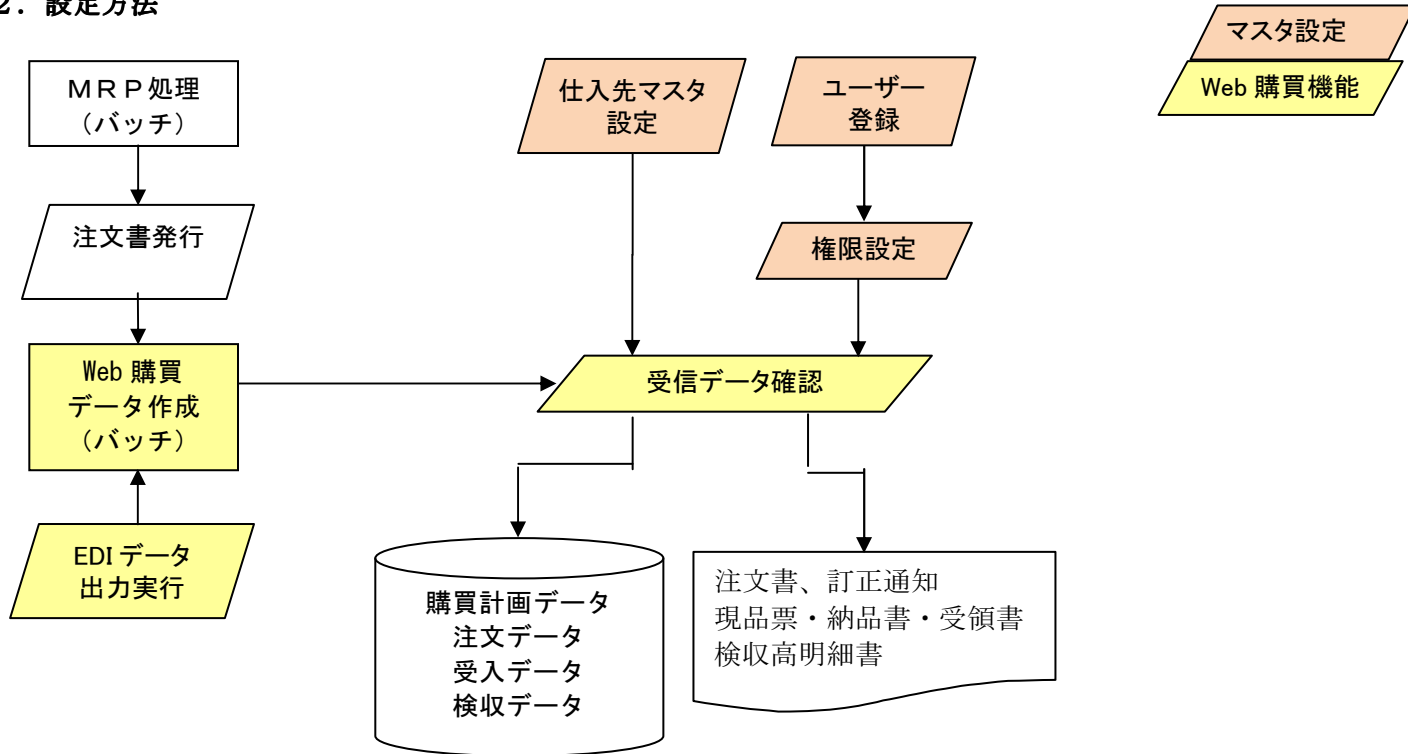 ２．設定方法
マスタ設定
Web 購買機能
ＭＲＰ処理
（バッチ）
仕入先マスタ
設定
ユーザー
登録
注文書発行
権限設定
Web 購買
データ作成
（バッチ）
受信データ確認
EDI データ
出力実行
購買計画データ
注文データ
受入データ
検収データ
注文書、訂正通知
現品票・納品書・受領書
検収高明細書